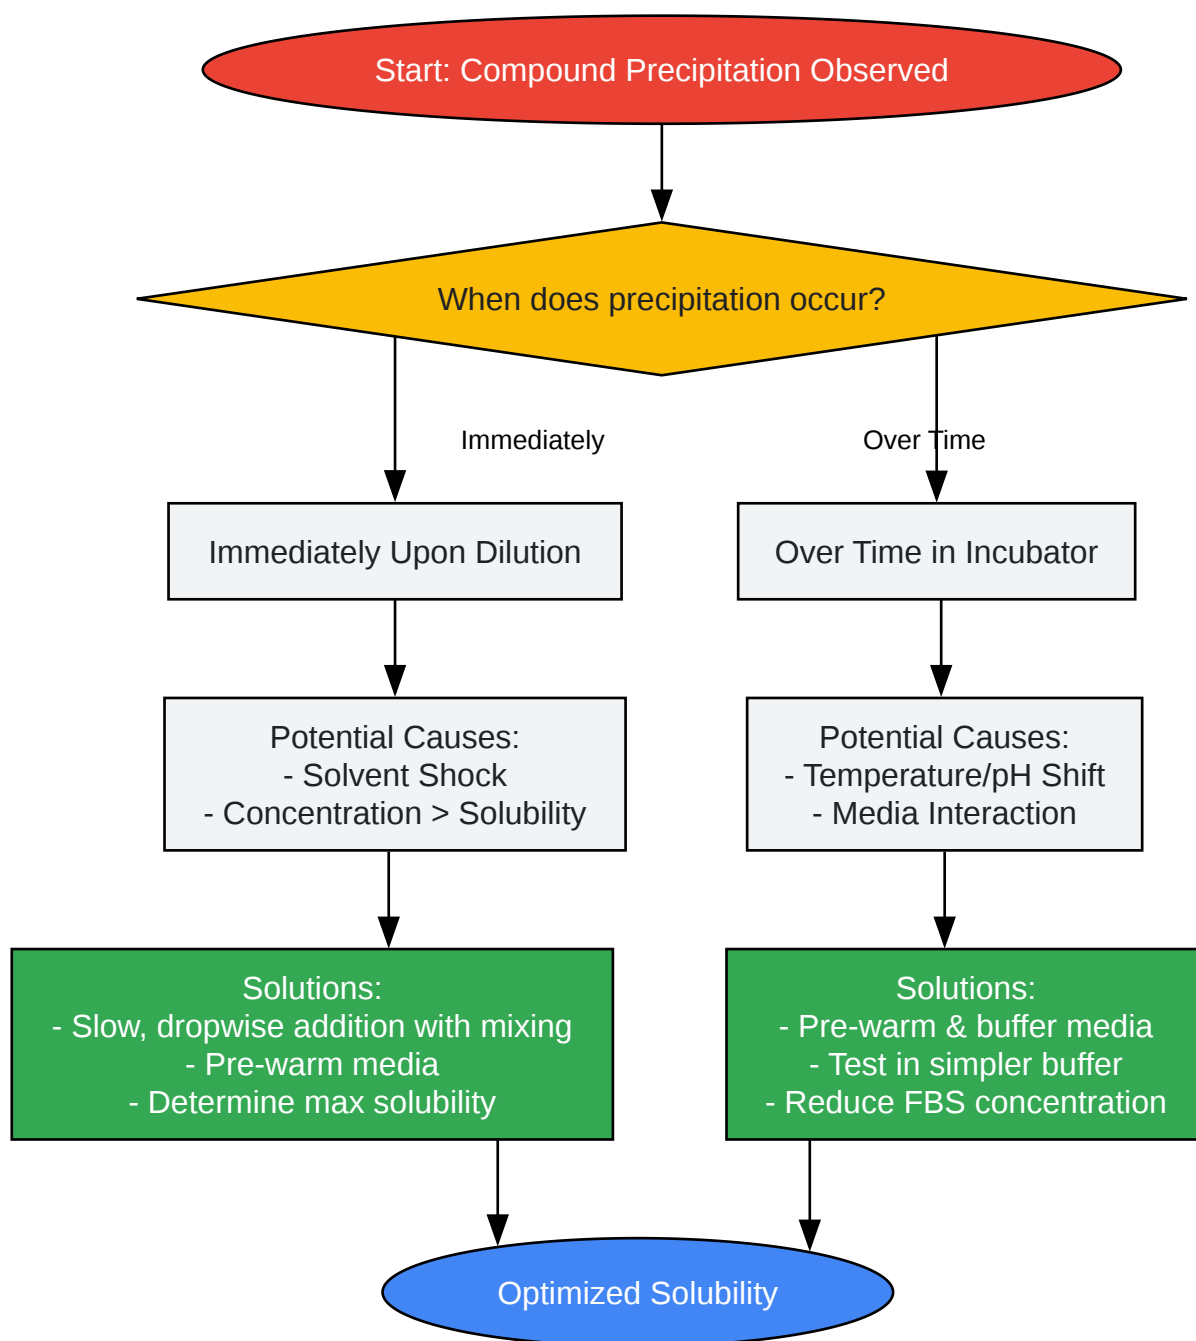 Start: Compound Precipitation Observed
When does precipitation occur?
Immediately
Over Time
Immediately Upon Dilution
Over Time in Incubator
Potential Causes:
- Solvent Shock
- Concentration > Solubility
Potential Causes:
- Temperature/pH Shift
- Media Interaction
Solutions:
- Slow, dropwise addition with mixing
- Pre-warm media
- Determine max solubility
Solutions:
- Pre-warm & buffer media
- Test in simpler buffer
- Reduce FBS concentration
Optimized Solubility